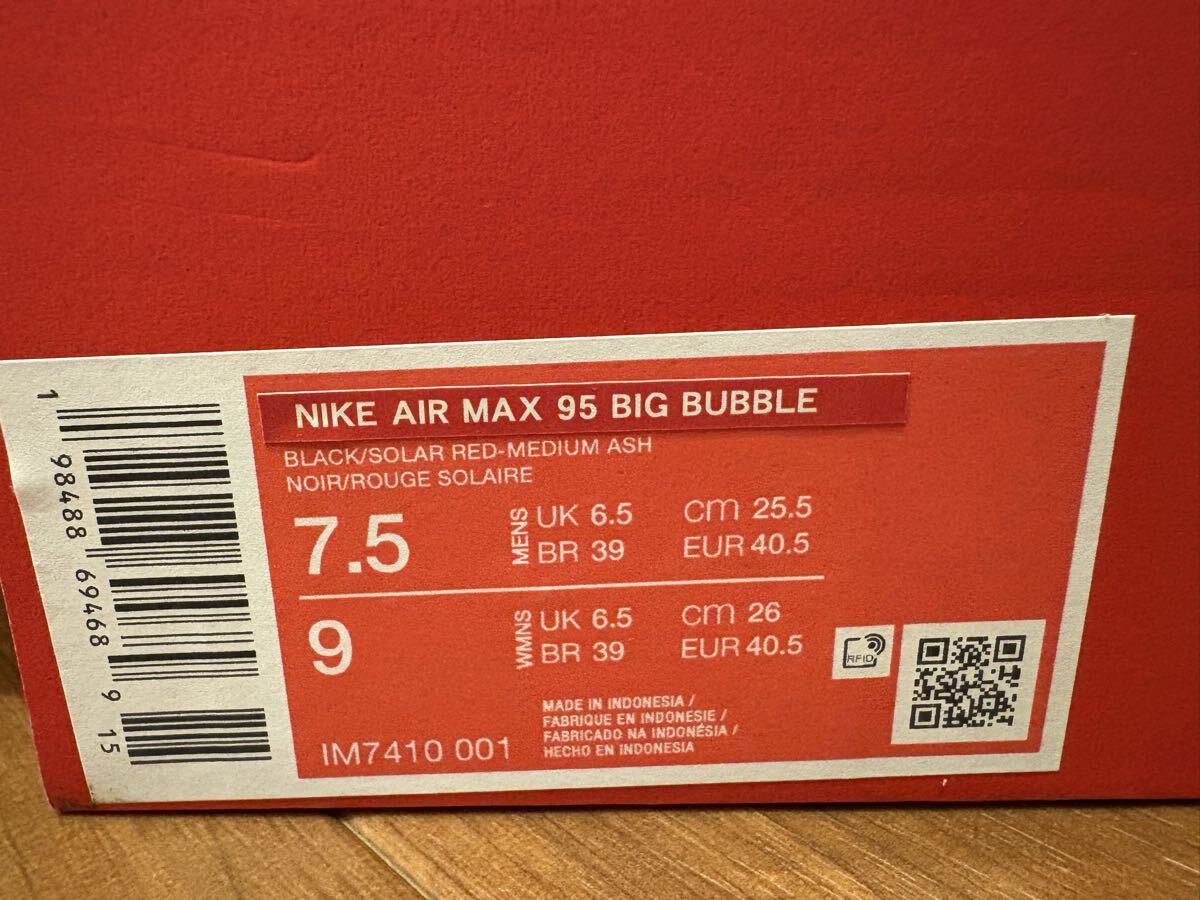 NIKE AIR MAX 95 BIG BUBBLE
BLACK/SOLAR RED-MEDIUM ASH
NOIR/ROUGE SOLAIRE
7.5
MENS
UK 6.5 cm 25.5
BR 39 EUR 40.5
9
WMNS
UK 6.5 cm 26
BR 39 EUR 40.5
MADE IN INDONESIA /
FABRIQUE EN INDONESIE /
FABRICADO NA INDONÉSIA /
HECHO EN INDONESIA
IM7410 001
RFID
1 98488 69468 9 15